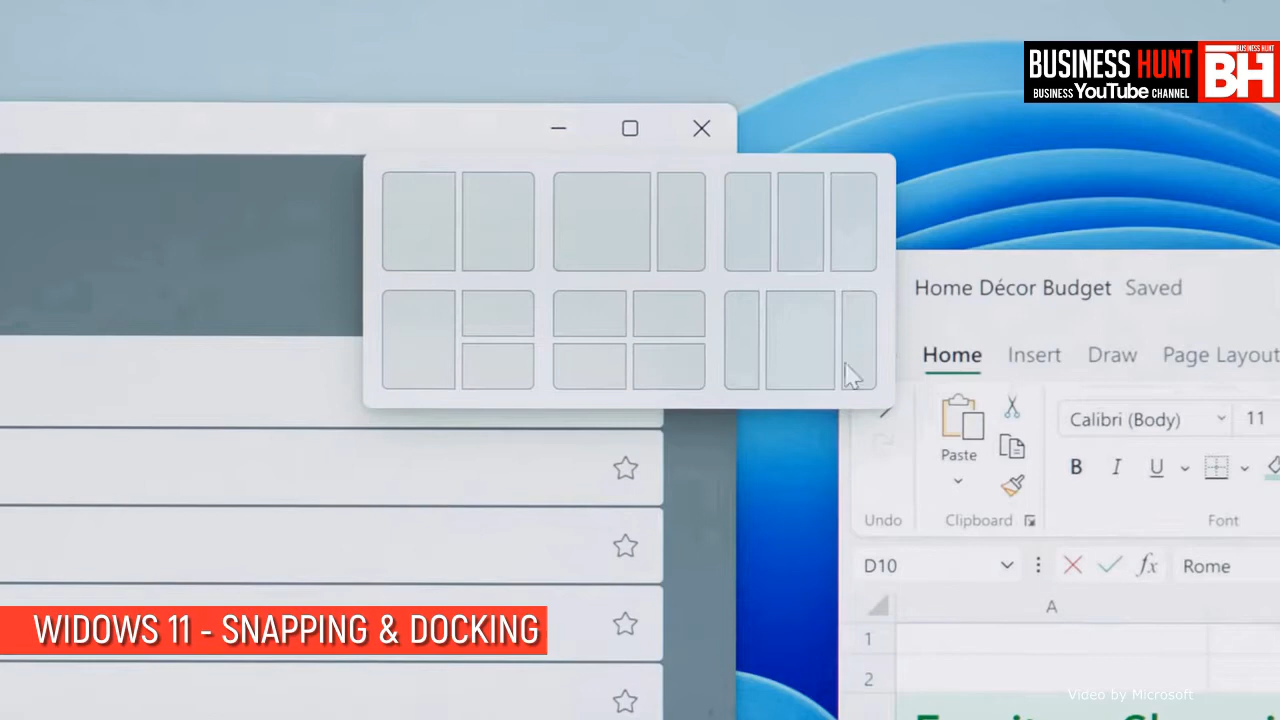 BUSINESS HUNT
BUSINESS YouTube CHANNEL
BUSINESS HUNT
BH
Home Décor Budget Saved
Home Insert Draw Page Layout
Calibri (Body) 11
Paste
B I U
Undo Clipboard Font
D10 fx Rome
A
1
2
WIDOWS 11 - SNAPPING & DOCKING
Video by Microsoft